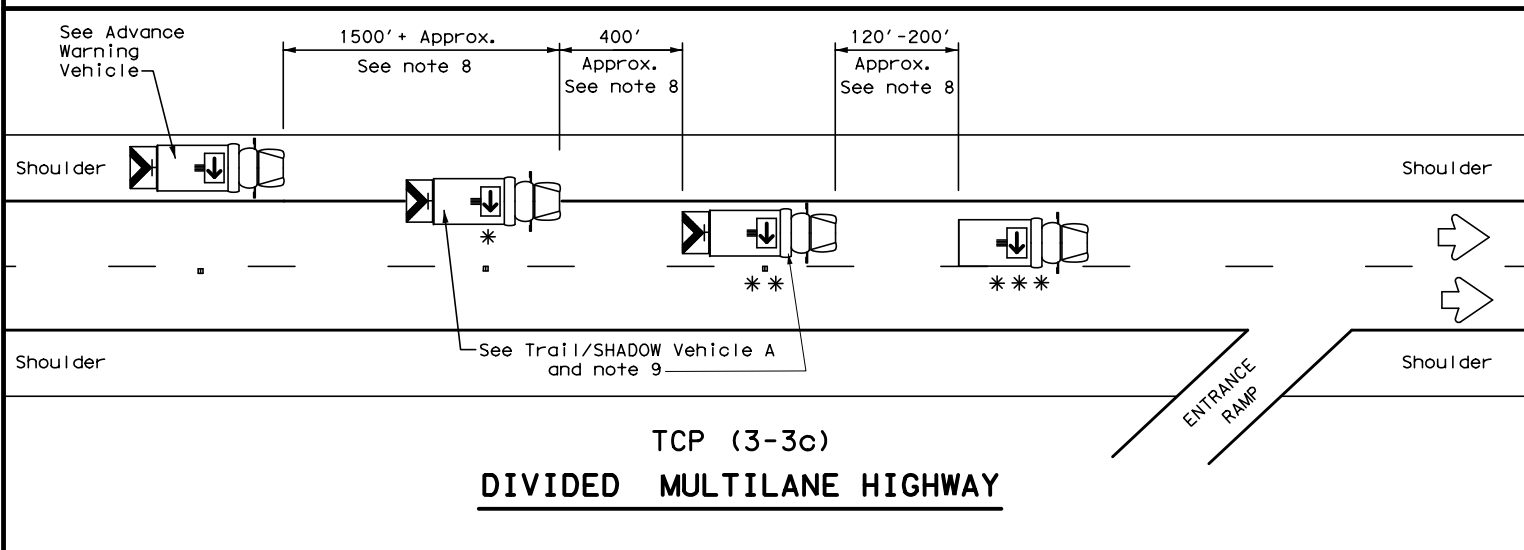 See Advance
Warning
Vehicle
1500'+ Approx.
See note 8
400'
Approx.
See note 8
120'-200'
Approx.
See note 8
Shoulder
Shoulder
*
* *
* * *
See Trail/SHADOW Vehicle A
and note 9
Shoulder
Shoulder
ENTRANCE
RAMP
TCP (3-3c)
DIVIDED MULTILANE HIGHWAY